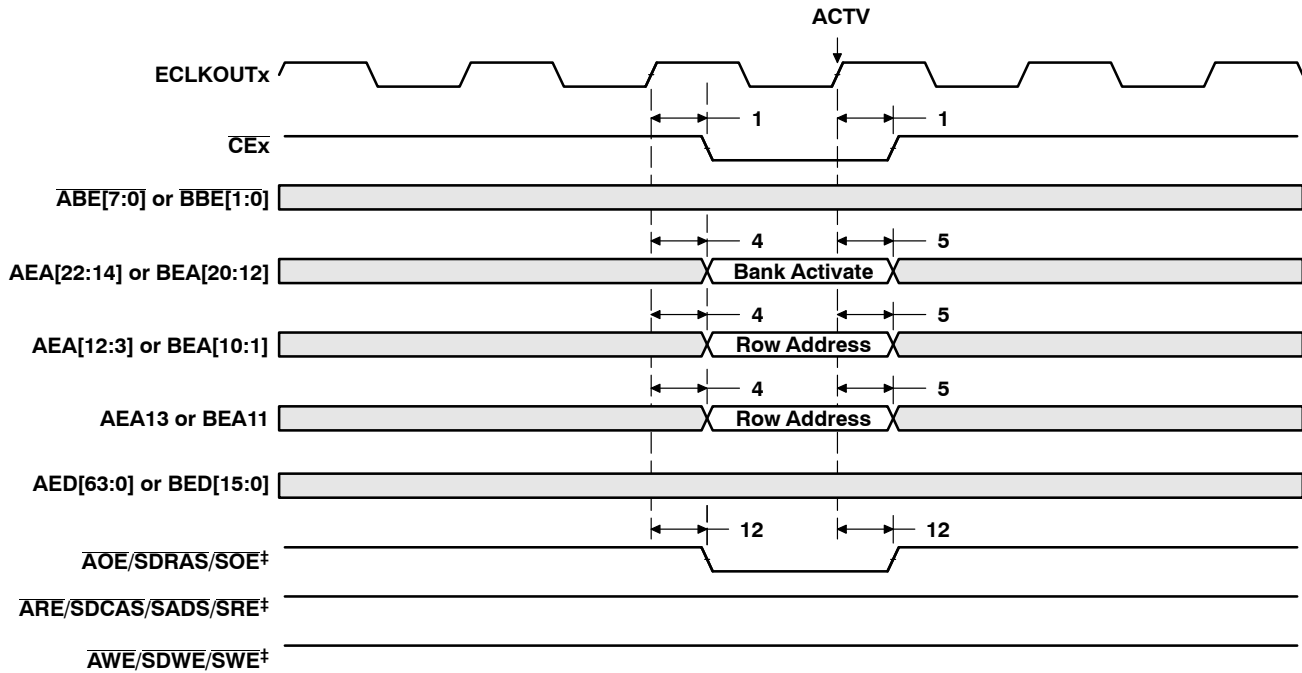 ACTV
ECLKOUTx
1 1
CEx
ABE[7:0] or BBE[1:0]
4 5
AEA[22:14] or BEA[20:12] Bank Activate
4 5
AEA[12:3] or BEA[10:1] Row Address
4 5
AEA13 or BEA11 Row Address
AED[63:0] or BED[15:0]
12 12
AOE/SDRAS/SOE‡
ARE/SDCAS/SADS/SRE‡
AWE/SDWE/SWE‡